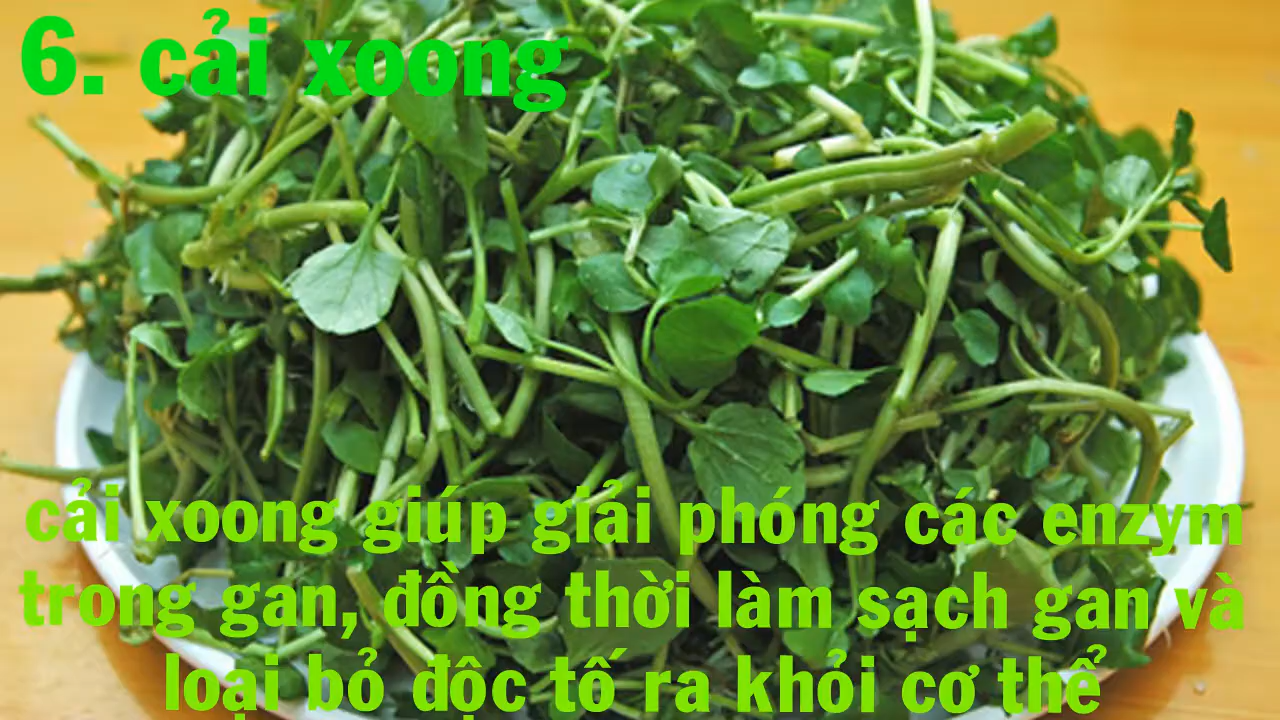 6. cải xoong
cải xoong giúp giải phóng các enzym
trong gan, đồng thời làm sạch gan và
loại bỏ độc tố ra khỏi cơ thể